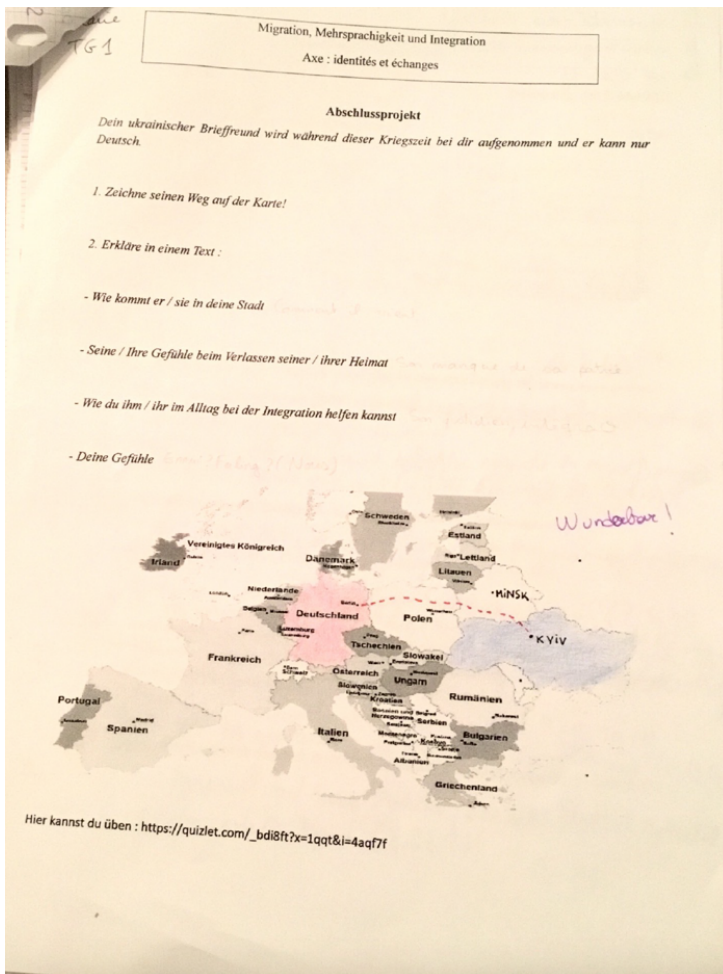 TG1
Migration, Mehrsprachigkeit und Integration
Axe : identités et échanges
Abschlussprojekt
Dein ukrainischer Brieffreund wird während dieser Kriegszeit bei dir aufgenommen und er kann nur
Deutsch.
1. Zeichne seinen Weg auf der Karte!
2. Erkläre in einem Text :
- Wie kommt er / sie in deine Stadt
- Seine / Ihre Gefühle beim Verlassen seiner / ihrer Heimat
- Wie du ihm / ihr im Alltag bei der Integration helfen kannst
- Deine Gefühle
Wunderbar !
Schweden
Estland
Vereinigtes Königreich
Lettland
Irland
Dänemark
Litauen
Niederlande
MINSK
Belgien
Berlin
Deutschland
Polen
KYiV
Tschechien
Slowakei
Frankreich
Österreich
Ungarn
Slowenien
Kroatien
Rumänien
Portugal
Spanien
Madrid
Italien
Serbien
Bulgarien
Albanien
Griechenland
Hier kannst du üben : https://quizlet.com/_bdi8ft?x=1qqt&i=4aqf7f